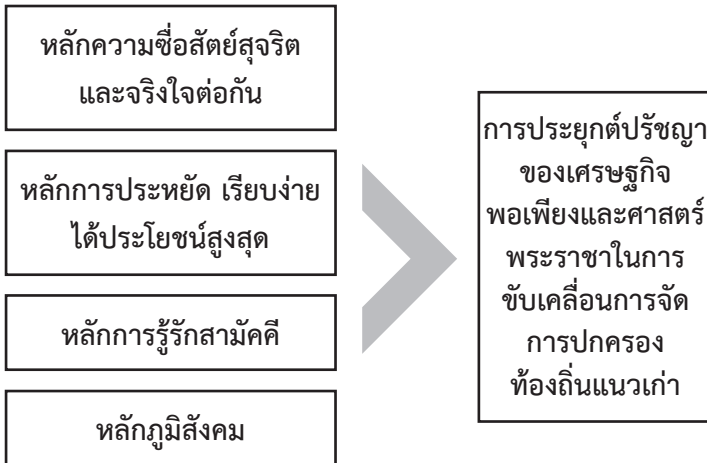 หลักความซื่อสัตย์สุจริต
และจริงใจต่อกัน
หลักการประหยัด เรียบง่าย
ได้ประโยชน์สูงสุด
หลักการรู้รักสามัคคี
หลักภูมิสังคม
การประยุกต์ปรัชญา
ของเศรษฐกิจ
พอเพียงและศาสตร์
พระราชาในการ
ขับเคลื่อนการจัด
การปกครอง
ท้องถิ่นแนวเก่า